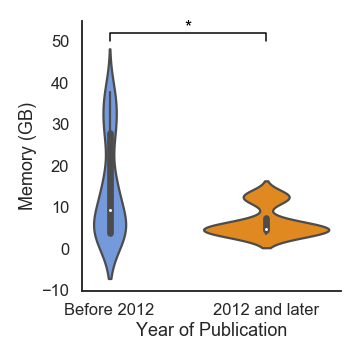 *
50
40
30
20
10
0
−10
Memory (GB)
Before 2012
2012 and later
Year of Publication